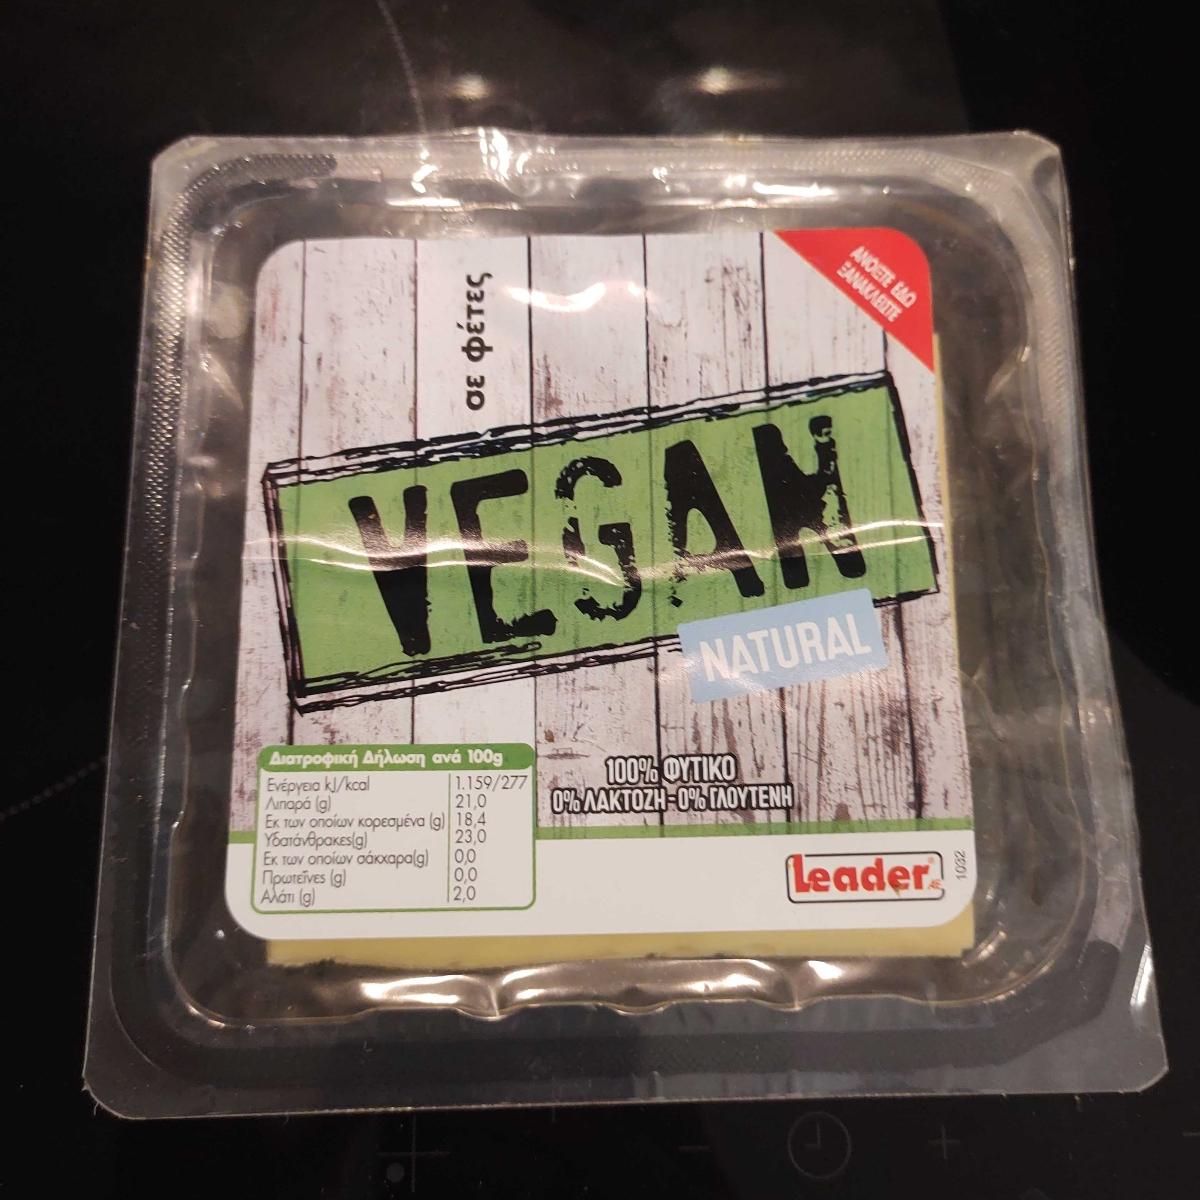 ΑΝΟΙΞΤΕ ΕΔΩ
ΞΑΝΑΚΛΕΙΣΤΕ
σε φέτες
VEGAN
NATURAL
100% ΦΥΤΙΚΟ
0% ΛΑΚΤΟΖΗ-0% ΓΛΟΥΤΕΝΗ
Διατροφική Δήλωση ανά 100g
Ενέργεια kJ/kcal 1.159/277
Λιπαρά (g) 21,0
Εκ των οποίων κορεσμένα (g) 18,4
Υδατάνθρακες(g) 23,0
Εκ των οποίων σάκχαρα(g) 0,0
Πρωτεΐνες (g) 0,0
Αλάτι (g) 2,0
Leader
1032